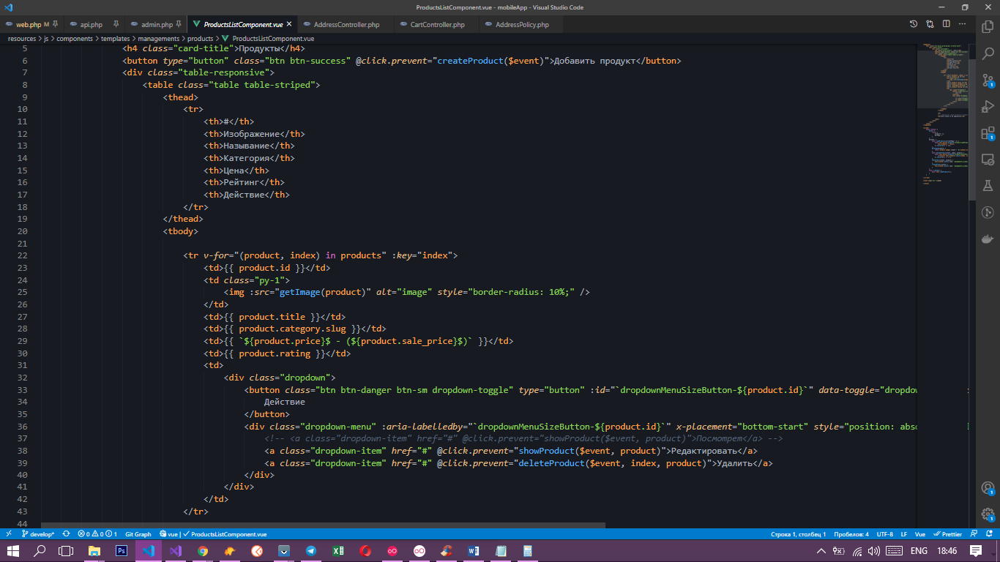 ProductsListComponent.vue - mobileApp - Visual Studio Code
web.php M api.php admin.php ProductsListComponent.vue AddressController.php CartController.php AddressPolicy.php
resources > js > components > templates > managements > products > ProductsListComponent.vue
5 <h4 class="card-title">Продукты</h4>
6 <button type="button" class="btn btn-success" @click.prevent="createProduct($event)">Добавить продукт</button>
7 <div class="table-responsive">
8 <table class="table table-striped">
9 <thead>
10 <tr>
11 <th>#</th>
12 <th>Изображение</th>
13 <th>Называние</th>
14 <th>Категория</th>
15 <th>Цена</th>
16 <th>Рейтинг</th>
17 <th>Действие</th>
18 </tr>
19 </thead>
20 <tbody>
21
22 <tr v-for="(product, index) in products" :key="index">
23 <td>{{ product.id }}</td>
24 <td class="py-1">
25 <img :src="getImage(product)" alt="image" style="border-radius: 10%;" />
26 </td>
27 <td>{{ product.title }}</td>
28 <td>{{ product.category.slug }}</td>
29 <td>{{ `${product.price}$ - (${product.sale_price}$)` }}</td>
30 <td>{{ product.rating }}</td>
31 <td>
32 <div class="dropdown">
33 <button class="btn btn-danger btn-sm dropdown-toggle" type="button" :id="`dropdownMenuSizeButton-${product.id}`" data-toggle="dropdow
34 Действие
35 </button>
36 <div class="dropdown-menu" :aria-labelledby="`dropdownMenuSizeButton-${product.id}`" x-placement="bottom-start" style="position: abso
37 <!-- <a class="dropdown-item" href="#" @click.prevent="showProduct($event, product)">Посмотрет</a> -->
38 <a class="dropdown-item" href="#" @click.prevent="showProduct($event, product)">Редактировать</a>
39 <a class="dropdown-item" href="#" @click.prevent="deleteProduct($event, index, product)">Удалить</a>
40 </div>
41 </div>
42 </td>
43 </tr>
44
develop* 0 0 1 Git Graph vue | ProductsListComponent.vue Строка 1, столбец 1 Пробелов: 4 UTF-8 LF Vue Prettier
ENG 18:46